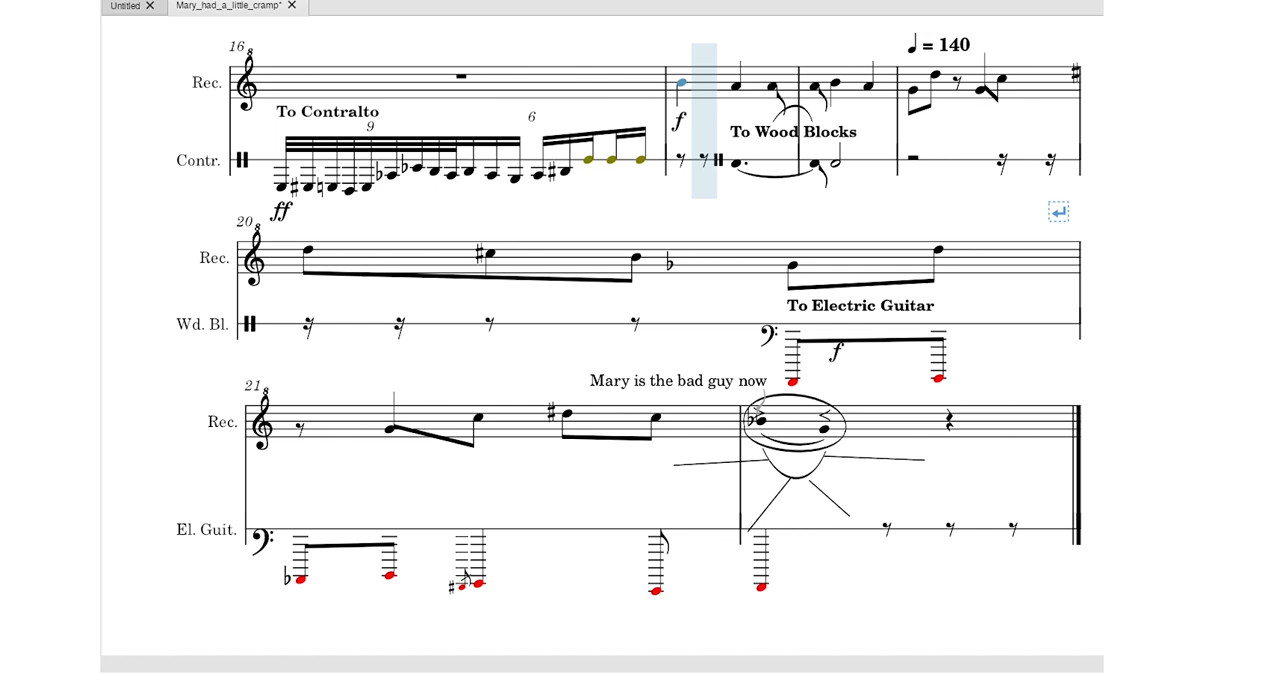 Untitled
Mary_had_a_little_cramp*
16
8
= 140
Rec.
To Contralto
9
6
f
To Wood Blocks
Contr.
ff
20
8
Rec.
To Electric Guitar
Wd. Bl.
f
Mary is the bad guy now
21
8
Rec.
El. Guit.